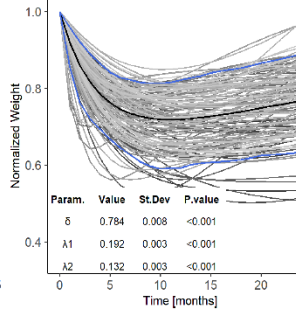 1.0
0.8
0.6
0.4
Normalized Weight
Param. Value St.Dev P.value
δ 0.784 0.008 <0.001
λ1 0.192 0.003 <0.001
λ2 0.132 0.003 <0.001
0 5 10 15 20
Time [months]